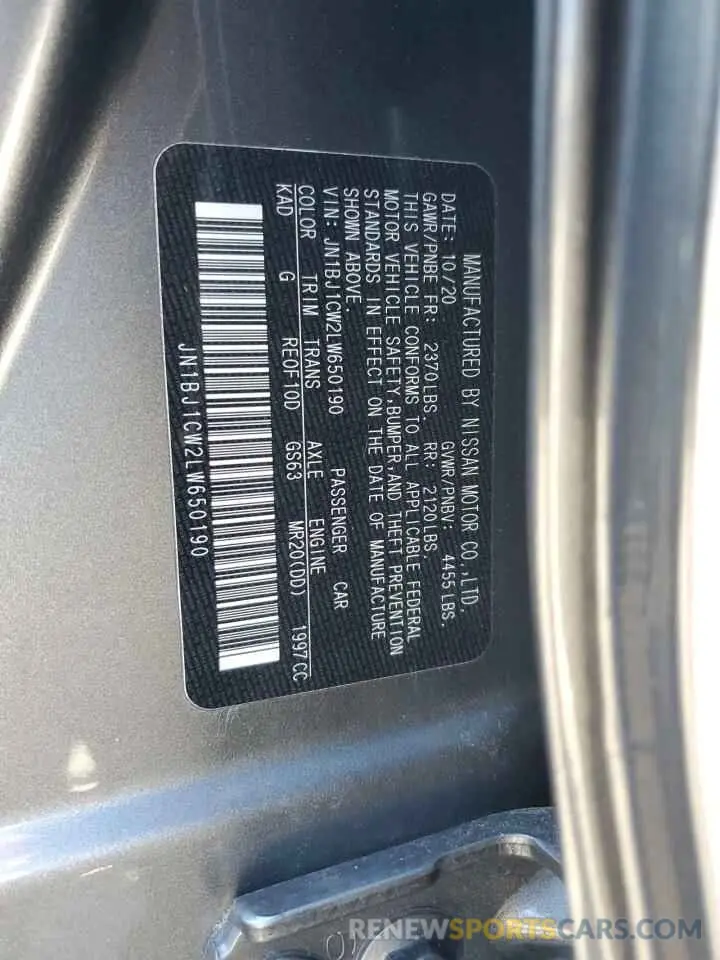 MANUFACTURED BY NISSAN MOTOR CO.,LTD.
DATE: 10/20 GVWR/PNBV: 4455 LBS.
GAWR/PNBE FR: 2370LBS. RR: 2120LBS.
THIS VEHICLE CONFORMS TO ALL APPLICABLE FEDERAL
MOTOR VEHICLE SAFETY,BUMPER,AND THEFT PREVENTION
STANDARDS IN EFFECT ON THE DATE OF MANUFACTURE
SHOWN ABOVE.
VIN: JN1BJ1CW2LW650190 PASSENGER CAR
COLOR TRIM TRANS AXLE ENGINE
KAD G RE0F10D GS63 MR20(DD) 1997CC
JN1BJ1CW2LW650190
RENEWSPORTSCARS.COM